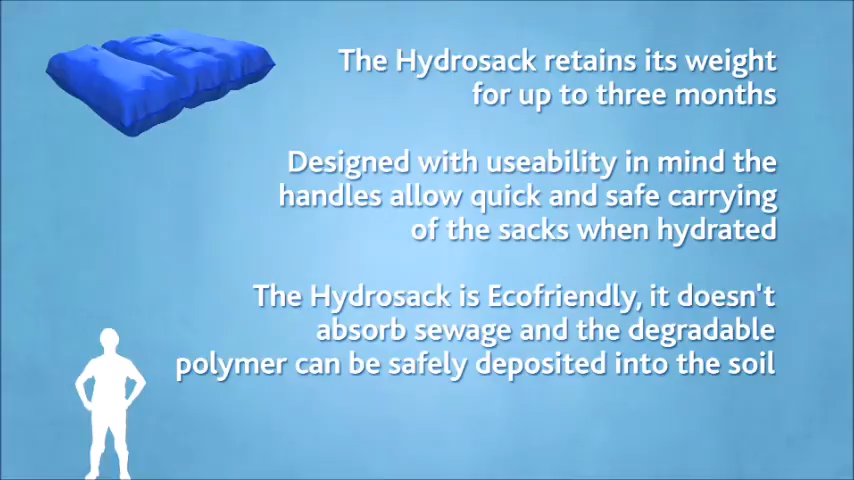 The Hydrosack retains its weight
for up to three months
Designed with useability in mind the
handles allow quick and safe carrying
of the sacks when hydrated
The Hydrosack is Ecofriendly, it doesn't
absorb sewage and the degradable
polymer can be safely deposited into the soil